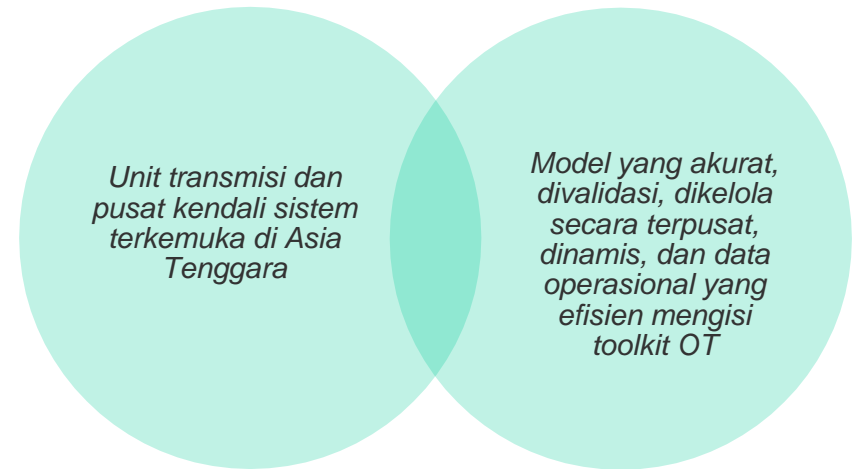 Unit transmisi dan
pusat kendali sistem
terkemuka di Asia
Tenggara
Model yang akurat,
divalidasi, dikelola
secara terpusat,
dinamis, dan data
operasional yang
efisien mengisi
toolkit OT